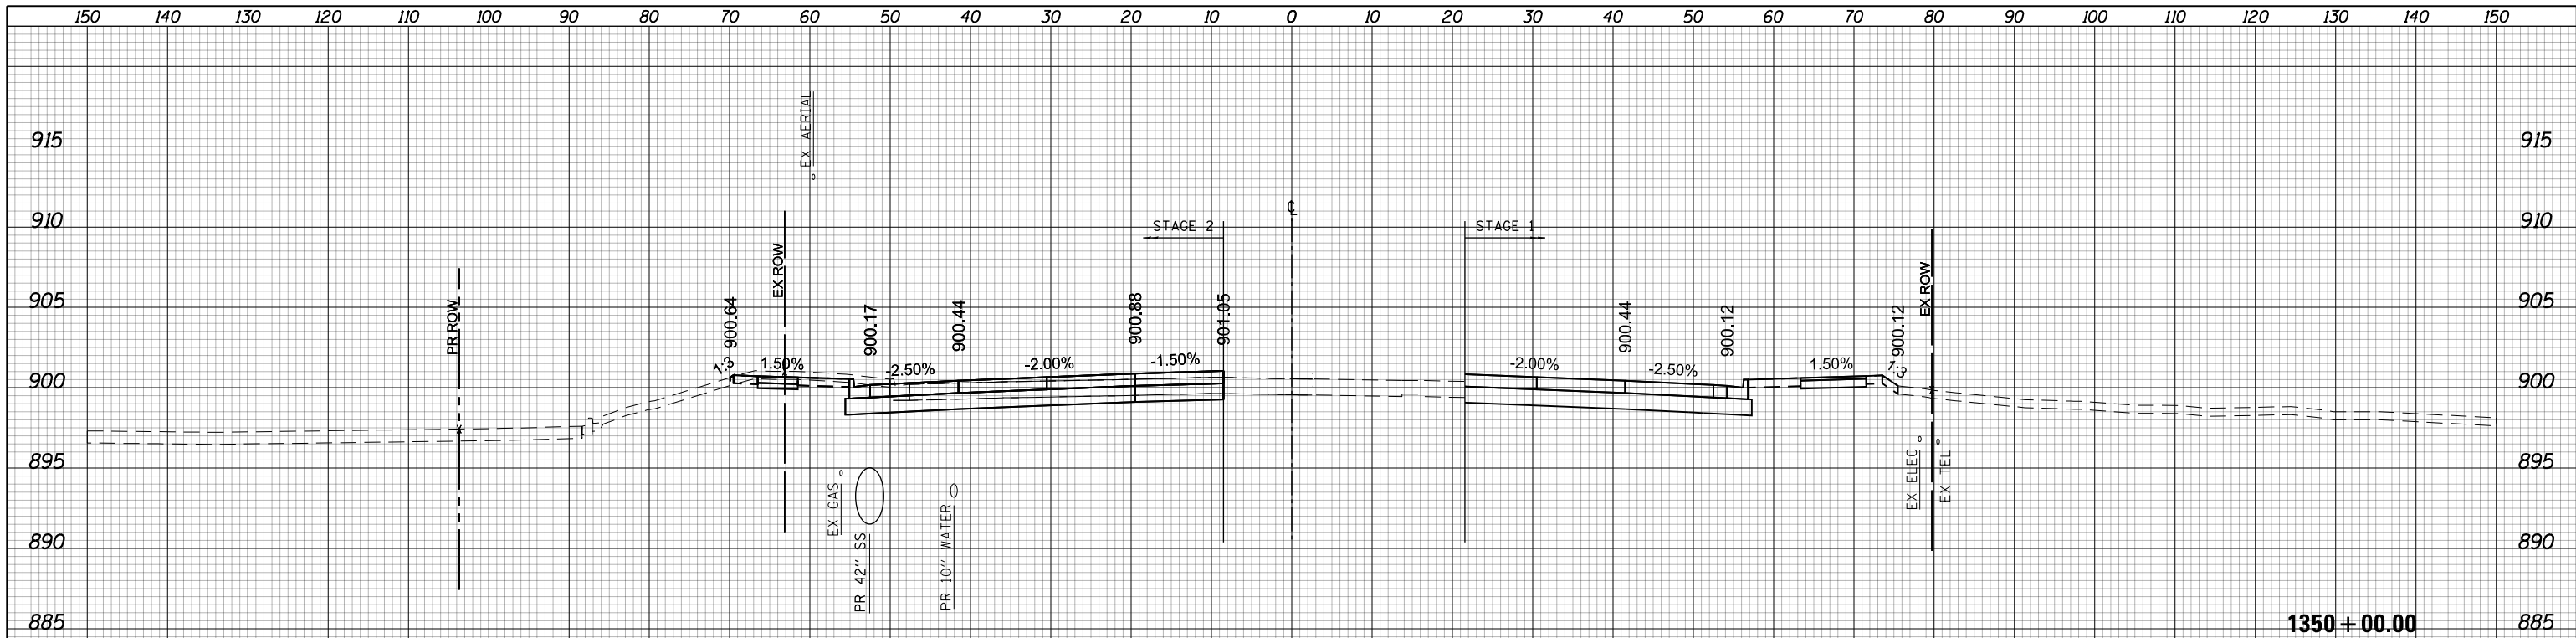 150 140 130 120 110 100 90 80 70 60 50 40 30 20 10 0 10 20 30 40 50 60 70 80 90 100 110 120 130 140 150
EX AERIAL
915 915
910 910
STAGE 2 ℄ STAGE 1
EX ROW EX ROW
905 905
PR ROW 900.64 900.17 900.44 900.88 901.05 900.44 900.12 900.12
1:3 1.50% -2.50% -2.00% -1.50% -2.00% -2.50% 1.50% 1:3
900 900
895 895
EX GAS EX ELEC EX TEL
PR 42'' SS PR 10'' WATER
890 890
885 885
1350+00.00